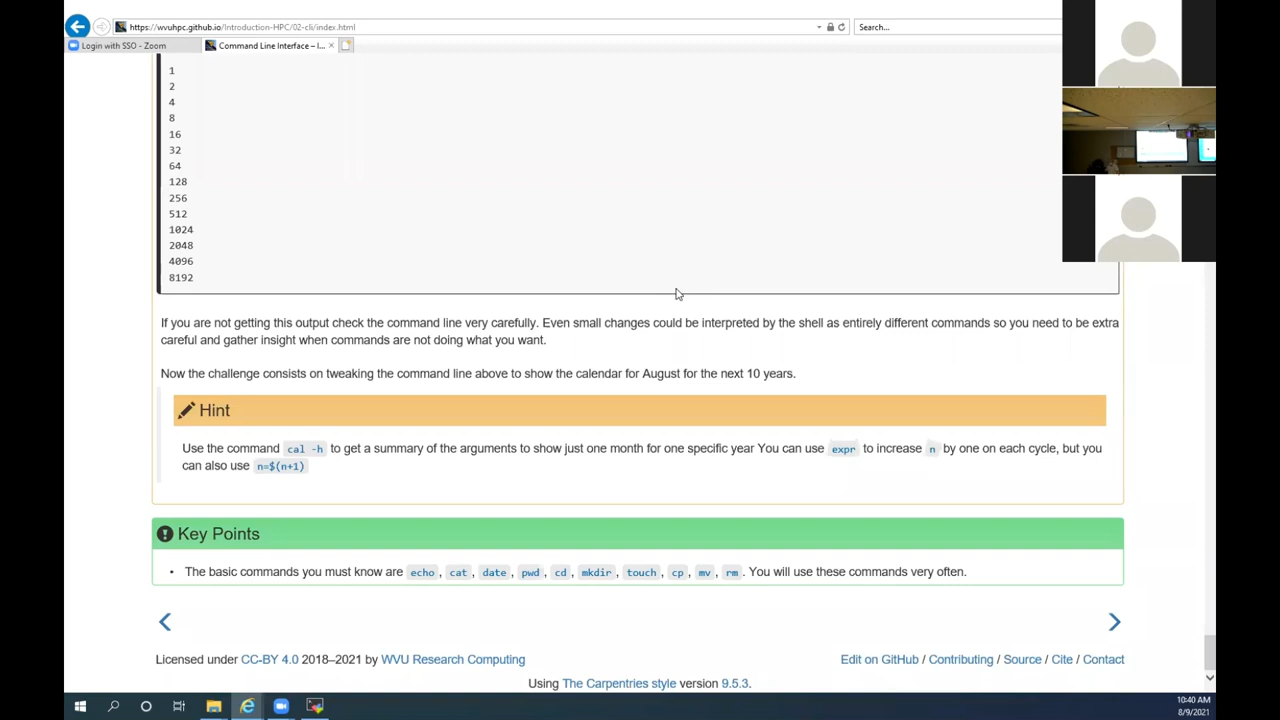 https://wvuhpc.github.io/Introduction-HPC/02-cli/index.html
Search...
Login with SSO - Zoom
Command Line Interface – I...
1
2
4
8
16
32
64
128
256
512
1024
2048
4096
8192
If you are not getting this output check the command line very carefully. Even small changes could be interpreted by the shell as entirely different commands so you need to be extra
careful and gather insight when commands are not doing what you want.
Now the challenge consists on tweaking the command line above to show the calendar for August for the next 10 years.
Hint
Use the command cal -h to get a summary of the arguments to show just one month for one specific year You can use expr to increase n by one on each cycle, but you
can also use n=$(n+1)
Key Points
• The basic commands you must know are echo, cat, date, pwd, cd, mkdir, touch, cp, mv, rm. You will use these commands very often.
Licensed under CC-BY 4.0 2018–2021 by WVU Research Computing
Edit on GitHub / Contributing / Source / Cite / Contact
Using The Carpentries style version 9.5.3.
10:40 AM
8/9/2021